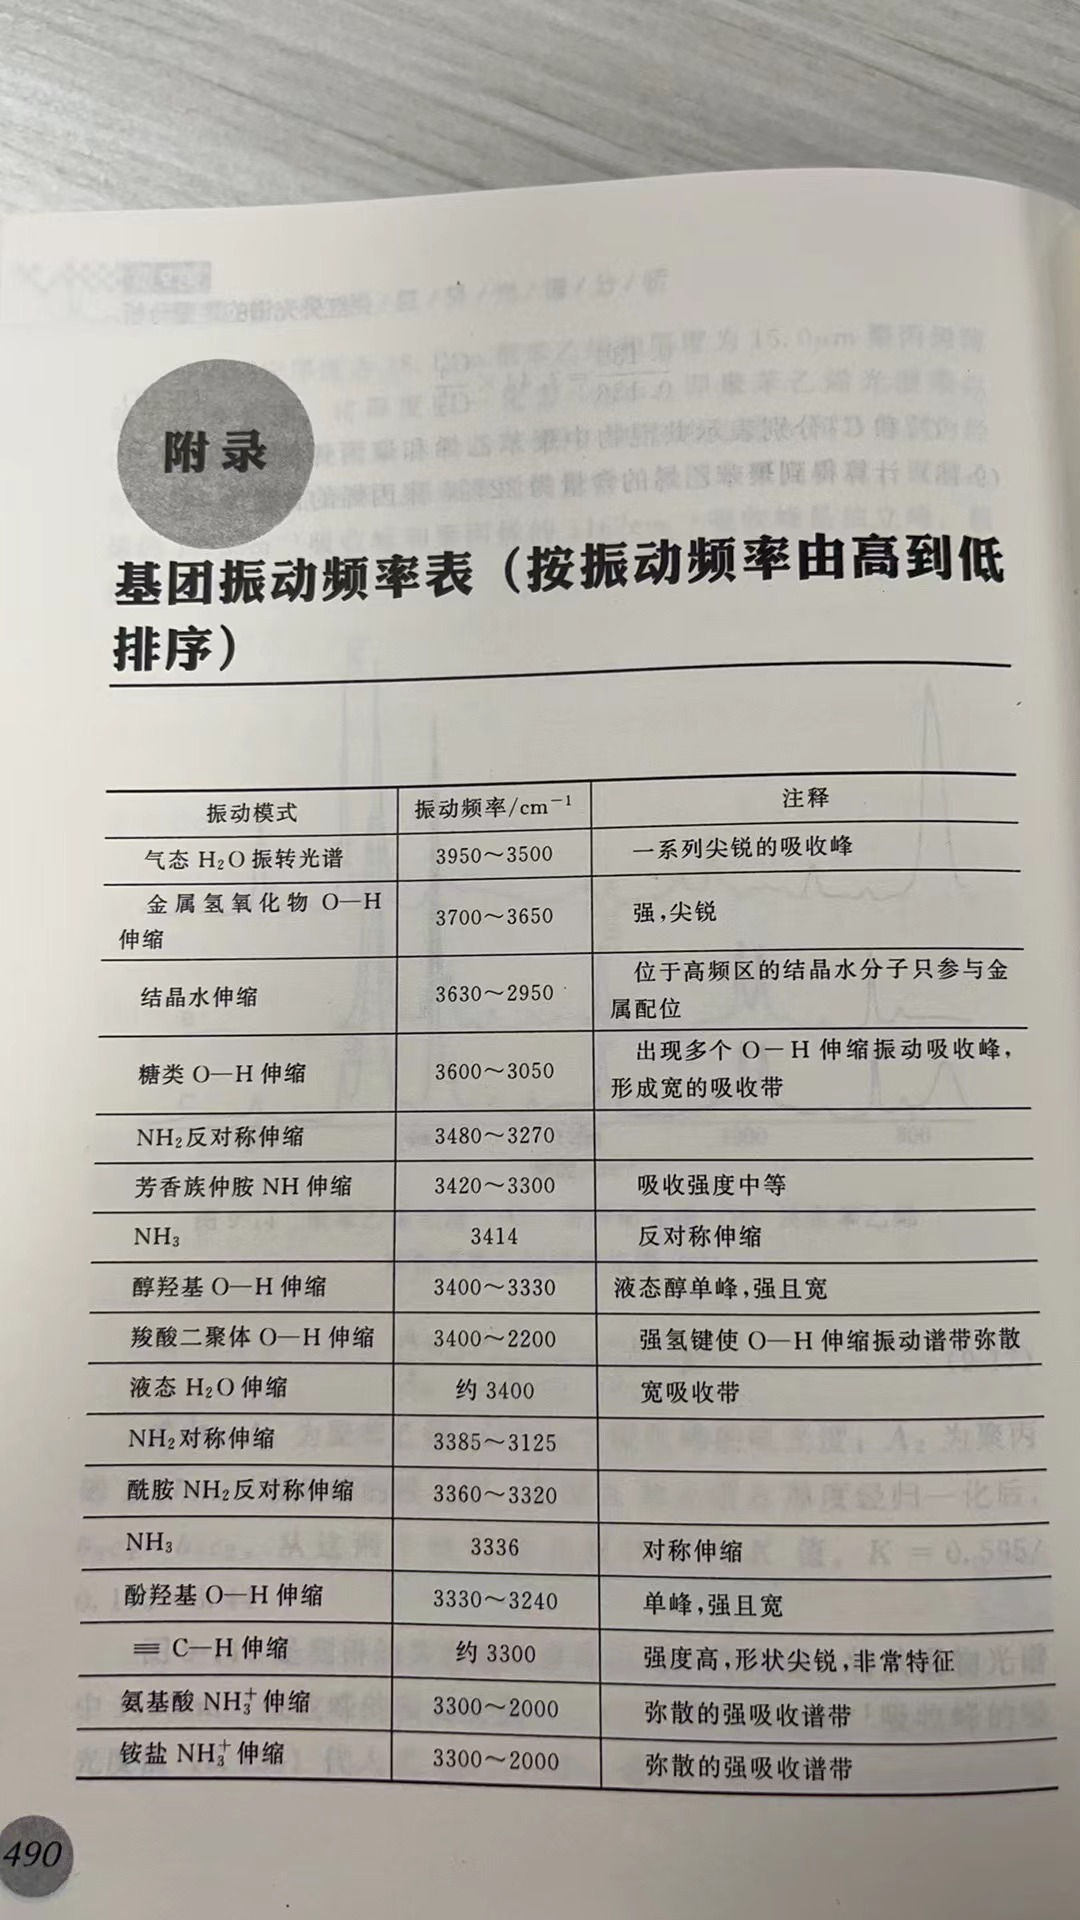 附录
基团振动频率表（按振动频率由高到低
排序）
振动模式 振动频率/cm⁻¹ 注释
气态 H₂O 振转光谱 3950～3500 一系列尖锐的吸收峰
金属氢氧化物 O—H
伸缩 3700～3650 强,尖锐
结晶水伸缩 3630～2950 位于高频区的结晶水分子只参与金
属配位
糖类 O—H 伸缩 3600～3050 出现多个 O－H 伸缩振动吸收峰,
形成宽的吸收带
NH₂反对称伸缩 3480～3270
芳香族仲胺 NH 伸缩 3420～3300 吸收强度中等
NH₃ 3414 反对称伸缩
醇羟基 O—H 伸缩 3400～3330 液态醇单峰,强且宽
羧酸二聚体 O—H 伸缩 3400～2200 强氢键使 O—H 伸缩振动谱带弥散
液态 H₂O 伸缩 约 3400 宽吸收带
NH₂对称伸缩 3385～3125
酰胺 NH₂反对称伸缩 3360～3320
NH₃ 3336 对称伸缩
酚羟基 O—H 伸缩 3330～3240 单峰,强且宽
≡C—H 伸缩 约 3300 强度高,形状尖锐,非常特征
氨基酸 NH₃⁺ 伸缩 3300～2000 弥散的强吸收谱带
铵盐 NH₃⁺ 伸缩 3300～2000 弥散的强吸收谱带
490